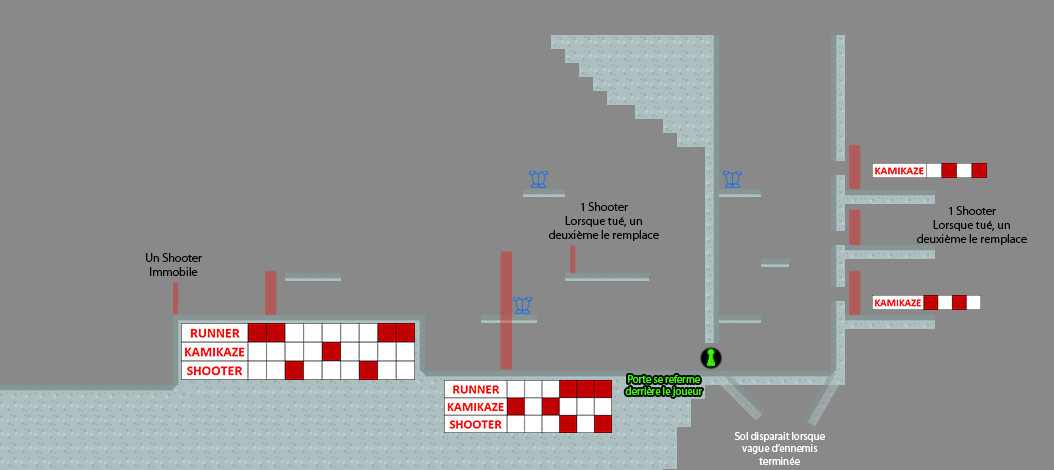 KAMIKAZE
1 Shooter
Lorsque tué, un
deuxième le remplace
1 Shooter
Lorsque tué, un
deuxième le remplace
Un Shooter
Immobile
KAMIKAZE
RUNNER
KAMIKAZE
SHOOTER
Porte se referme
derrière le joueur
RUNNER
KAMIKAZE
SHOOTER
Sol disparait lorsque
vague d'ennemis
terminée